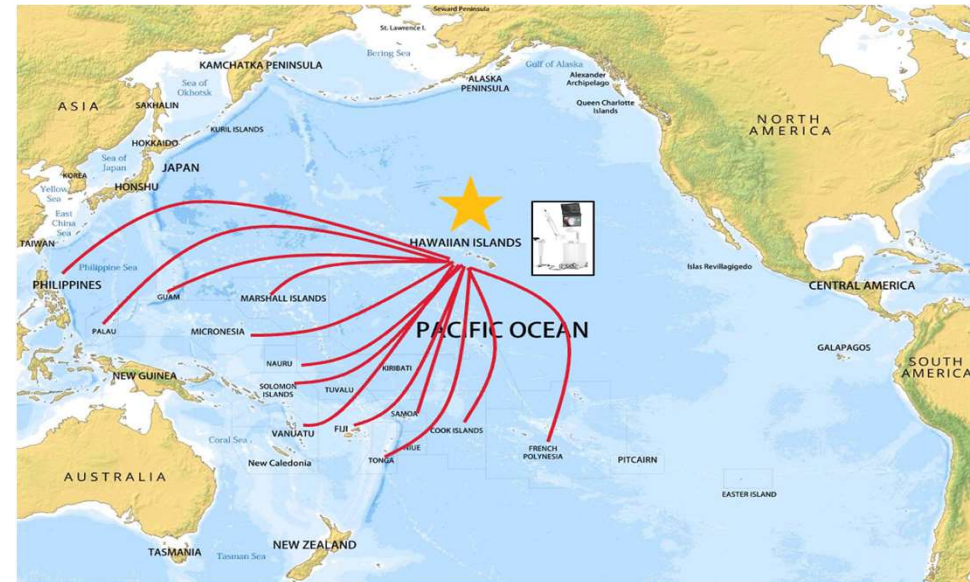 Seward Peninsula
St. Lawrence I.
Bering Sea
Gulf of Alaska
KAMCHATKA PENINSULA
ALASKA
PENINSULA
Alexander
Archipelago
Queen Charlotte
Islands
Sea of
Okhotsk
ASIA
SAKHALIN
NORTH
AMERICA
KURIL ISLANDS
HOKKAIDO
Sea of
Japan
JAPAN
KOREA
HONSHU
Yellow
Sea
East
China
Sea
TAIWAN
HAWAIIAN ISLANDS
Philippine Sea
Islas Revillagigedo
PHILIPPINES
CENTRAL AMERICA
GUAM
MARSHALL ISLANDS
PALAU
MICRONESIA
PACIFIC OCEAN
GALAPAGOS
NAURU
KIRIBATI
SOUTH
AMERICA
NEW GUINEA
SOLOMON
ISLANDS
TUVALU
SAMOA
VANUATU
FIJI
COOK ISLANDS
Coral Sea
New Caledonia
NIUE
TONGA
FRENCH
POLYNESIA
PITCAIRN
AUSTRALIA
EASTER ISLAND
TASMANIA
Tasman Sea
NEW ZEALAND